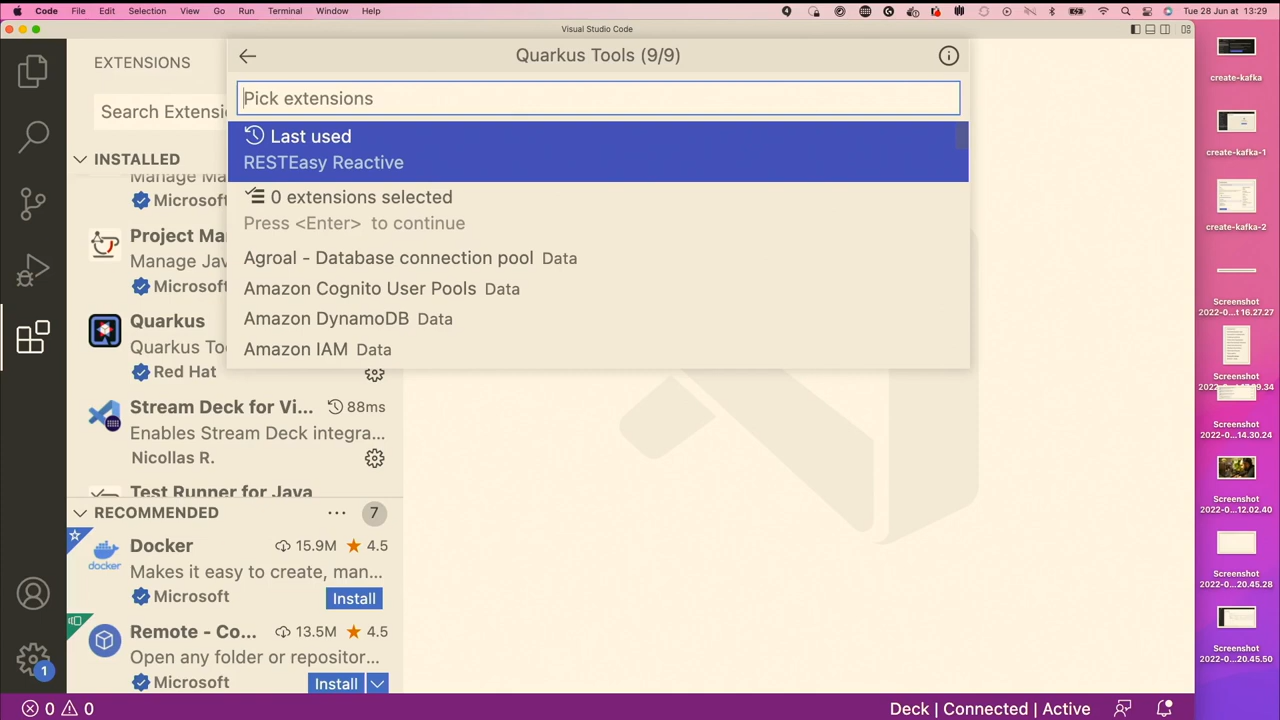 Code File Edit Selection View Go Run Terminal Window Help
Tue 28 Jun at 13:29
Visual Studio Code
EXTENSIONS
Search Extensi
INSTALLED
Manage Ma
Microsoft
Project Ma
Manage Jav
Microsoft
Quarkus
Quarkus To
Red Hat
Stream Deck for Vi... 88ms
Enables Stream Deck integra...
Nicollas R.
Test Runner for Java
RECOMMENDED ... 7
Docker 15.9M 4.5
Makes it easy to create, man...
Microsoft Install
Remote - Co... 13.5M 4.5
Open any folder or repositor...
Microsoft Install
1
Quarkus Tools (9/9)
Pick extensions
Last used
RESTEasy Reactive
0 extensions selected
Press <Enter> to continue
Agroal - Database connection pool Data
Amazon Cognito User Pools Data
Amazon DynamoDB Data
Amazon IAM Data
docker
create-kafka
create-kafka-1
create-kafka-2
Screenshot
2022-0...t 16.27.27
Screenshot
Screenshot
2022-0...14.30.24
Screenshot
2022-0...12.02.40
Screenshot
2022-0...20.45.28
Screenshot
2022-0...20.45.50
0 0
Deck | Connected | Active